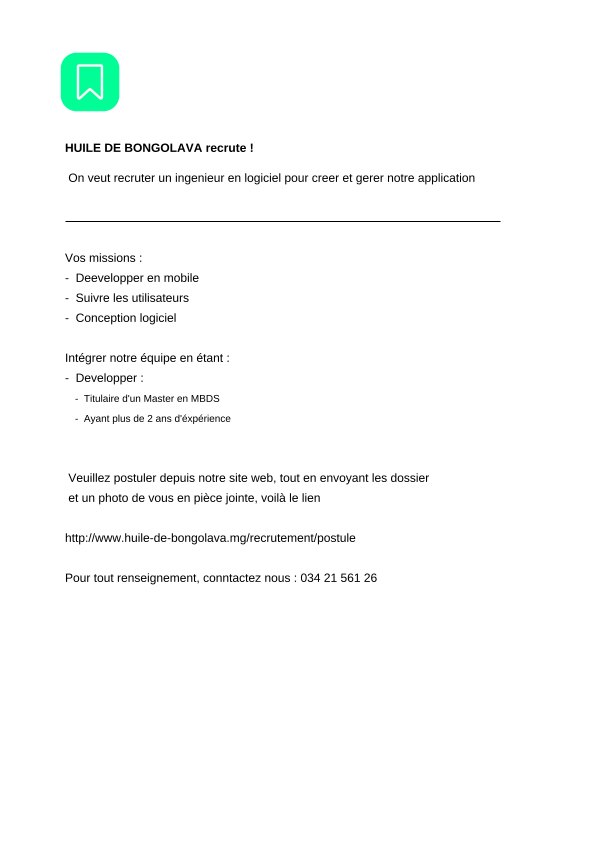 HUILE DE BONGOLAVA recrute !
On veut recruter un ingenieur en logiciel pour creer et gerer notre application
Vos missions :
- Deevelopper en mobile
- Suivre les utilisateurs
- Conception logiciel
Intégrer notre équipe en étant :
- Developper :
- Titulaire d'un Master en MBDS
- Ayant plus de 2 ans d'éxpérience
Veuillez postuler depuis notre site web, tout en envoyant les dossier
et un photo de vous en pièce jointe, voilà le lien
http://www.huile-de-bongolava.mg/recrutement/postule
Pour tout renseignement, conntactez nous : 034 21 561 26